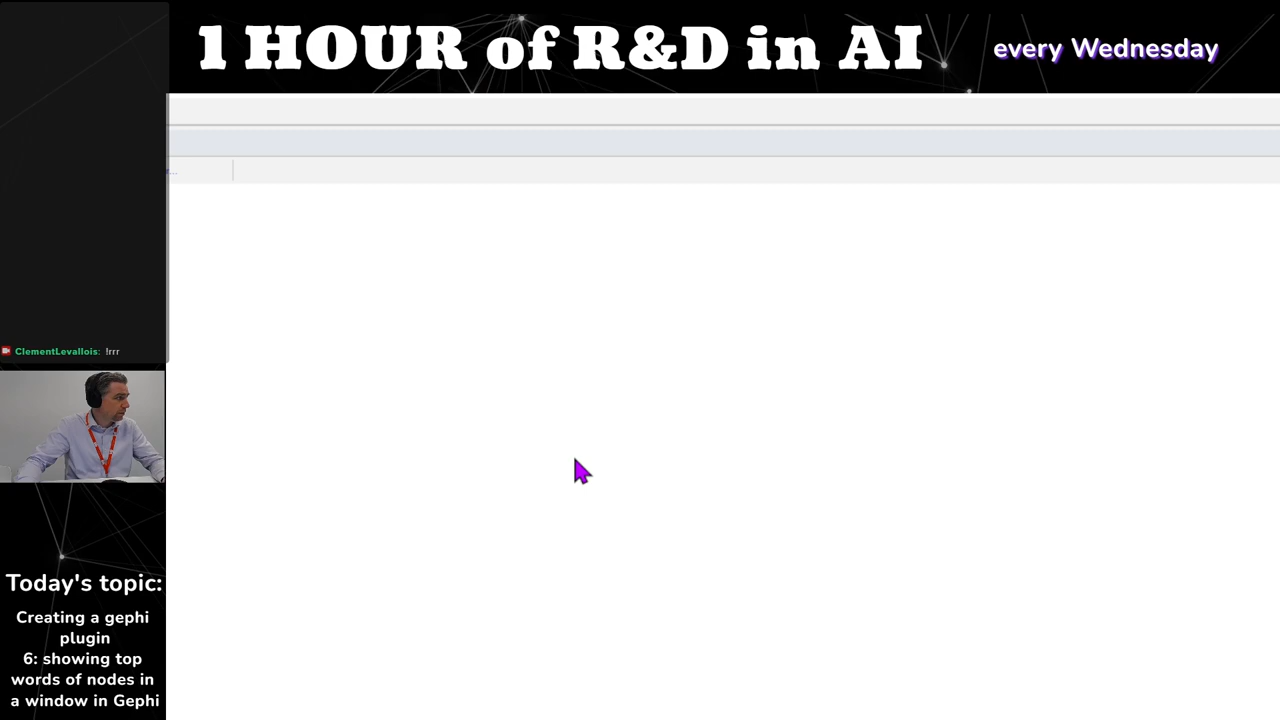 1 HOUR of R&D in AI
every Wednesday
ClementLevallois: !rrr
Today's topic:
Creating a gephi
plugin
6: showing top
words of nodes in
a window in Gephi